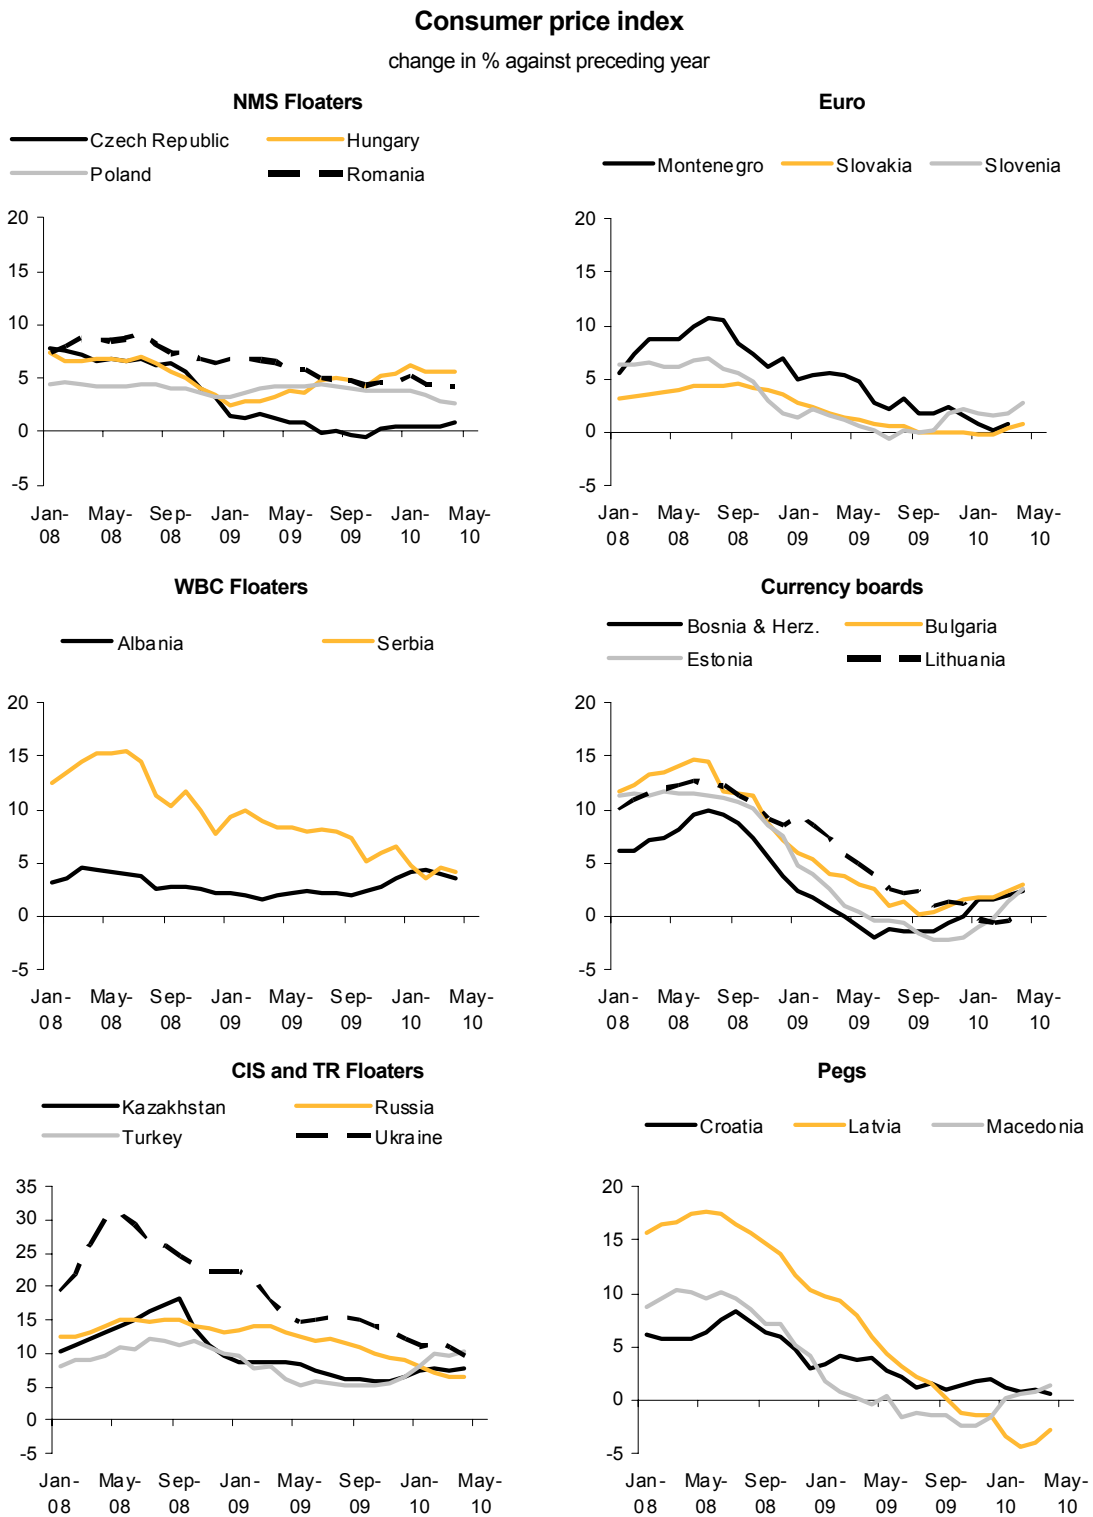 Consumer price index
change in % against preceding year
NMS Floaters
Czech Republic Hungary
Poland Romania
20
15
10
5
0
-5
Jan- May- Sep- Jan- May- Sep- Jan- May-
08 08 08 09 09 09 10 10
Euro
Montenegro Slovakia Slovenia
20
15
10
5
0
-5
Jan- May- Sep- Jan- May- Sep- Jan- May-
08 08 08 09 09 09 10 10
WBC Floaters
Albania Serbia
20
15
10
5
0
-5
Jan- May- Sep- Jan- May- Sep- Jan- May-
08 08 08 09 09 09 10 10
Currency boards
Bosnia & Herz. Bulgaria
Estonia Lithuania
20
15
10
5
0
-5
Jan- May- Sep- Jan- May- Sep- Jan- May-
08 08 08 09 09 09 10 10
CIS and TR Floaters
Kazakhstan Russia
Turkey Ukraine
35
30
25
20
15
10
5
0
-5
Jan- May- Sep- Jan- May- Sep- Jan- May-
08 08 08 09 09 09 10 10
Pegs
Croatia Latvia Macedonia
20
15
10
5
0
-5
Jan- May- Sep- Jan- May- Sep- Jan- May-
08 08 08 09 09 09 10 10